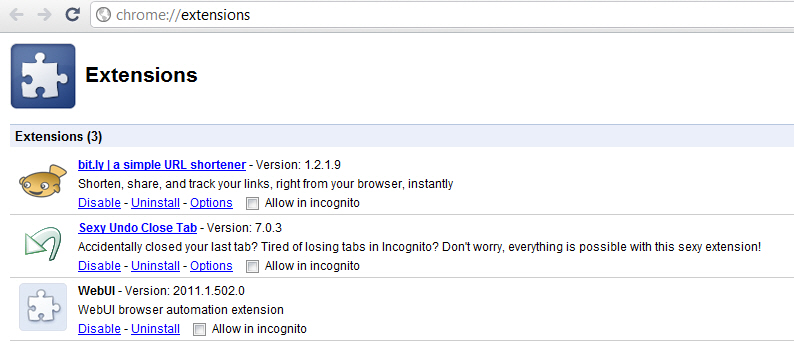 chrome://extensions
Extensions
Extensions (3)
bit.ly | a simple URL shortener - Version: 1.2.1.9
Shorten, share, and track your links, right from your browser, instantly
Disable - Uninstall - Options Allow in incognito
Sexy Undo Close Tab - Version: 7.0.3
Accidentally closed your last tab? Tired of losing tabs in Incognito? Don't worry, everything is possible with this sexy extension!
Disable - Uninstall - Options Allow in incognito
WebUI - Version: 2011.1.502.0
WebUI browser automation extension
Disable - Uninstall Allow in incognito